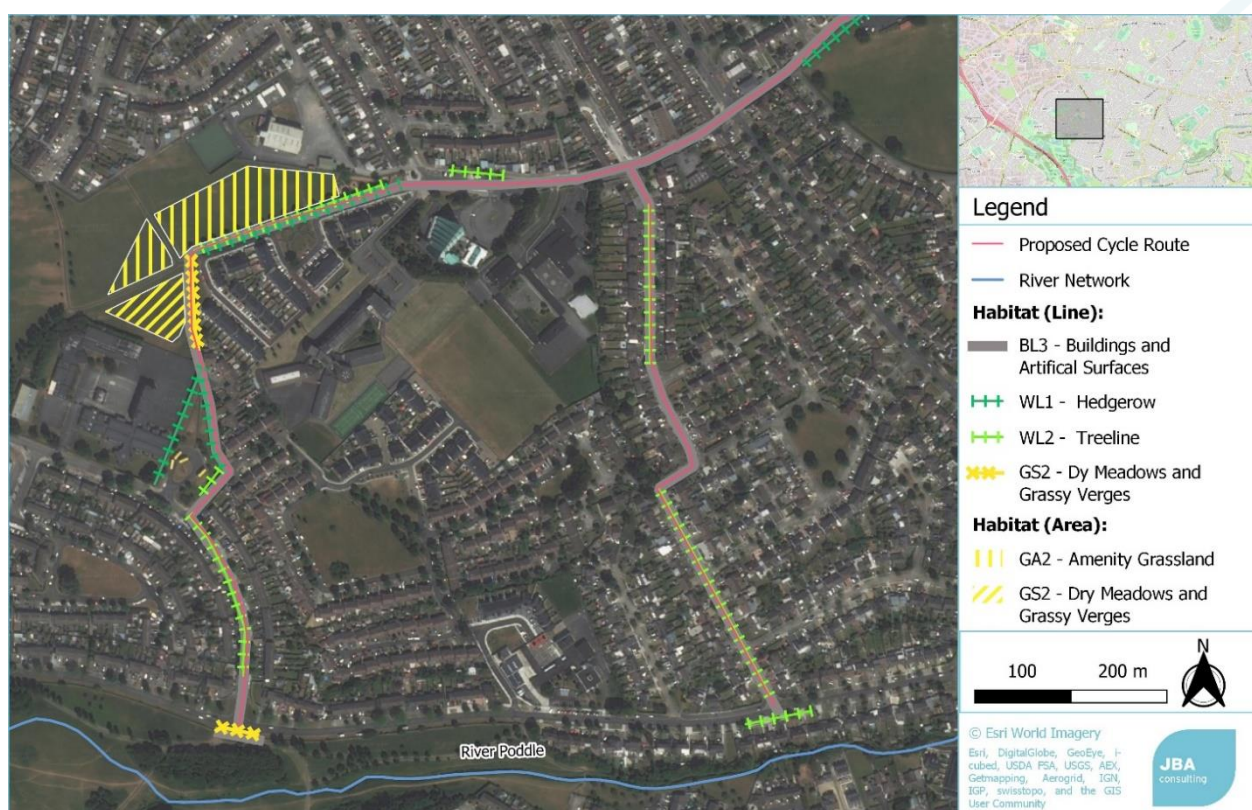 River Poddle
Legend
Proposed Cycle Route
River Network
Habitat (Line):
BL3 - Buildings and
Artifical Surfaces
WL1 - Hedgerow
WL2 - Treeline
GS2 - Dy Meadows and
Grassy Verges
Habitat (Area):
GA2 - Amenity Grassland
GS2 - Dry Meadows and
Grassy Verges
100 200 m
N
© Esri World Imagery
Esri, DigitalGlobe, GeoEye, i-
cubed, USDA FSA, USGS, AEX,
Getmapping, Aerogrid, IGN,
IGP, swisstopo, and the GIS
User Community
JBA
consulting